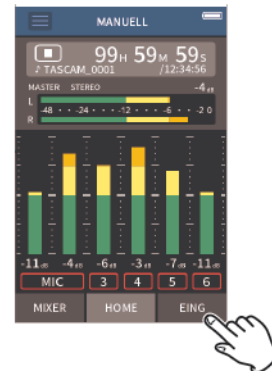 MANUELL
99H 59M 59s
♪ TASCAM_0001 /12:34:56
MASTER STEREO -4dB
L
-48 -24 -12 -6 -2 0
R
-11dB -4dB -6dB -3dB -7dB -11dB
MIC 3 4 5 6
MIXER HOME EING